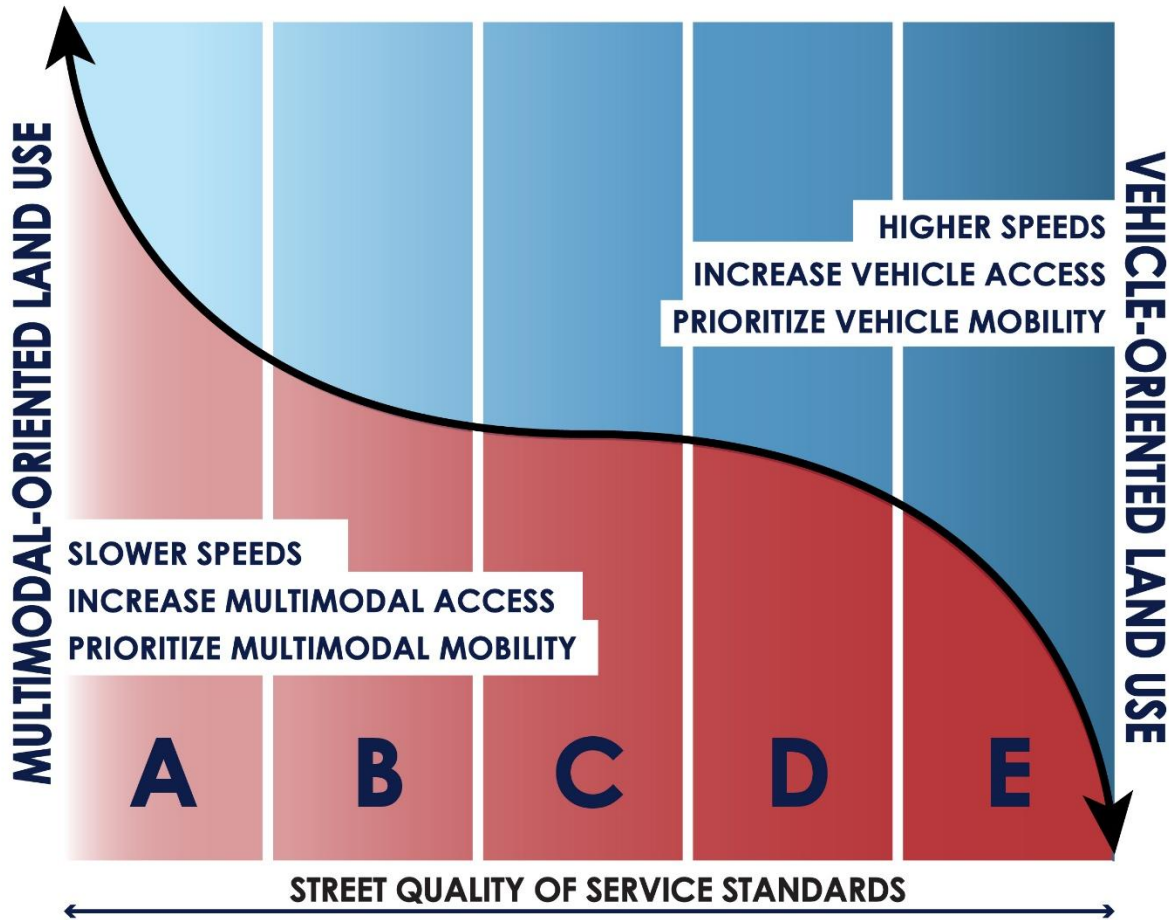 MULTIMODAL-ORIENTED LAND USE
VEHICLE-ORIENTED LAND USE
HIGHER SPEEDS
INCREASE VEHICLE ACCESS
PRIORITIZE VEHICLE MOBILITY
SLOWER SPEEDS
INCREASE MULTIMODAL ACCESS
PRIORITIZE MULTIMODAL MOBILITY
A B C D E
STREET QUALITY OF SERVICE STANDARDS